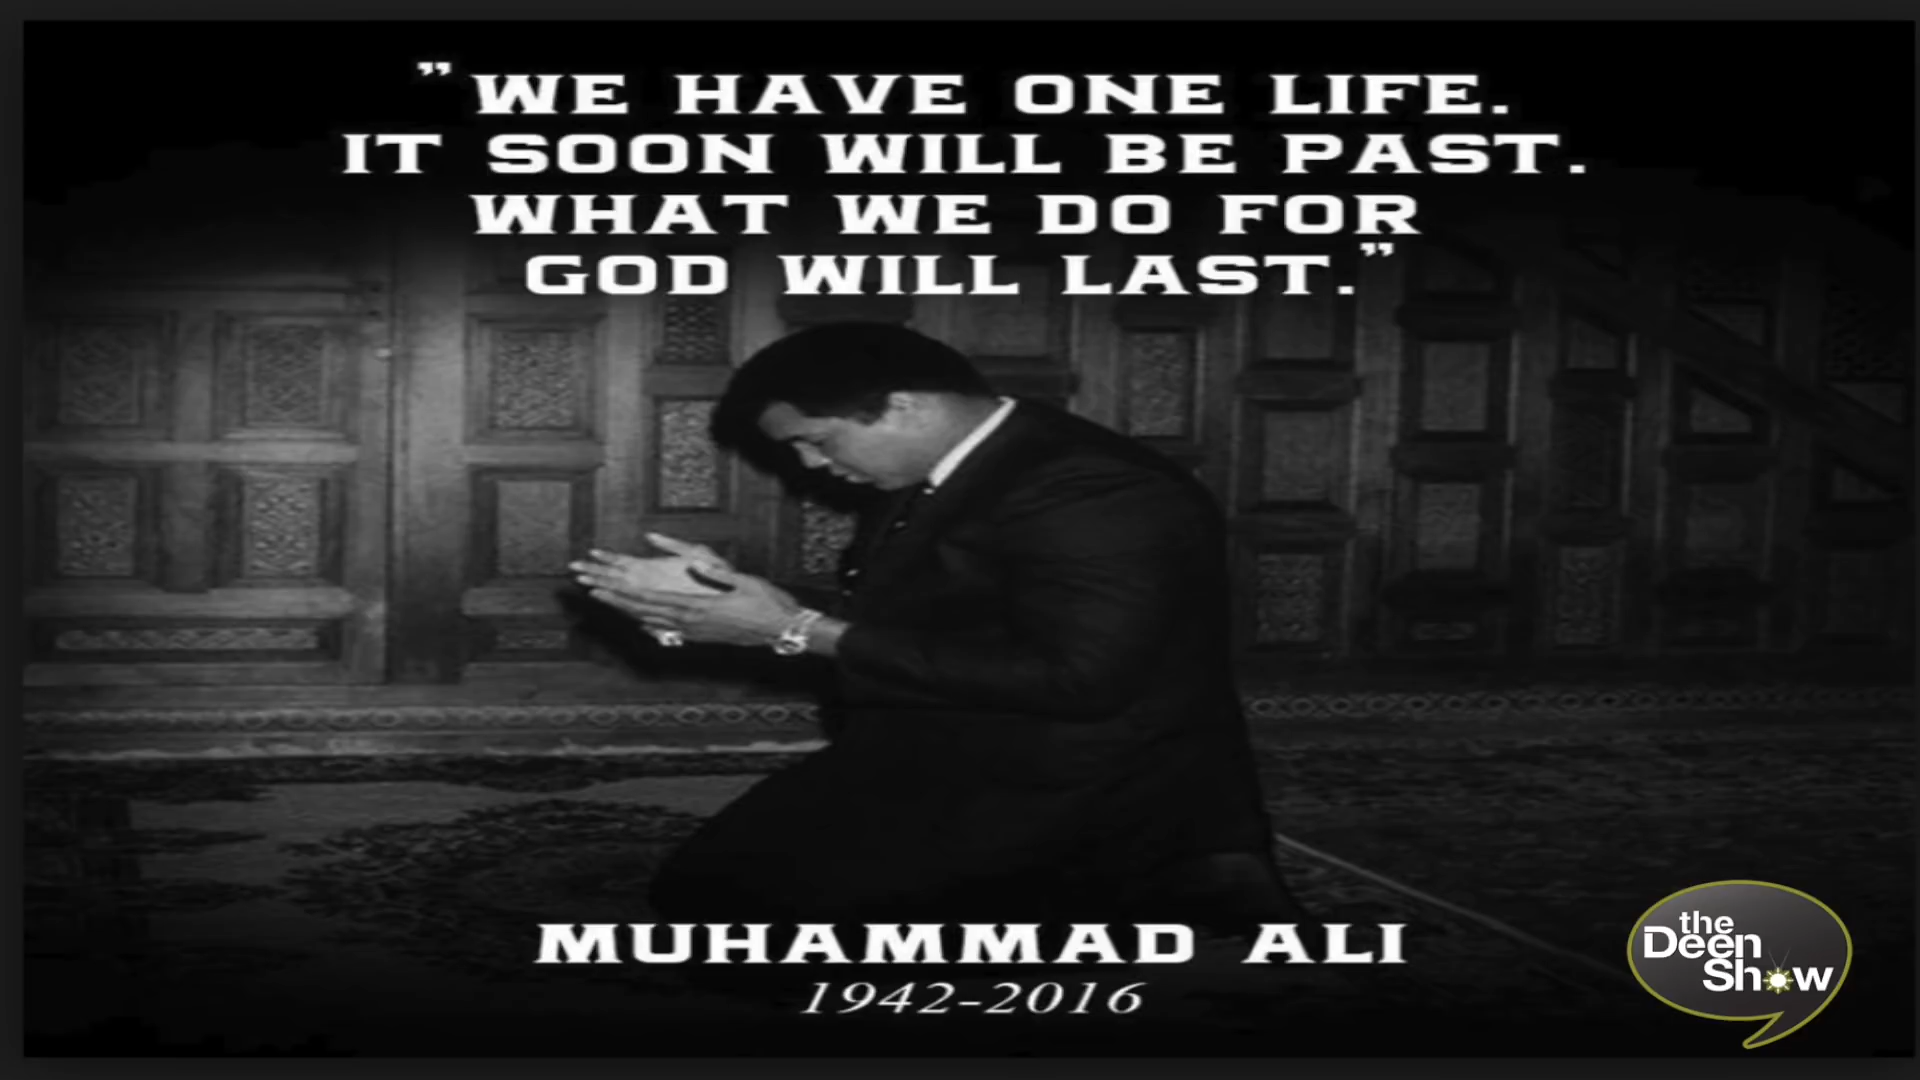 "WE HAVE ONE LIFE.
IT SOON WILL BE PAST.
WHAT WE DO FOR
GOD WILL LAST."
MUHAMMAD ALI
1942-2016
the
Deen
Show